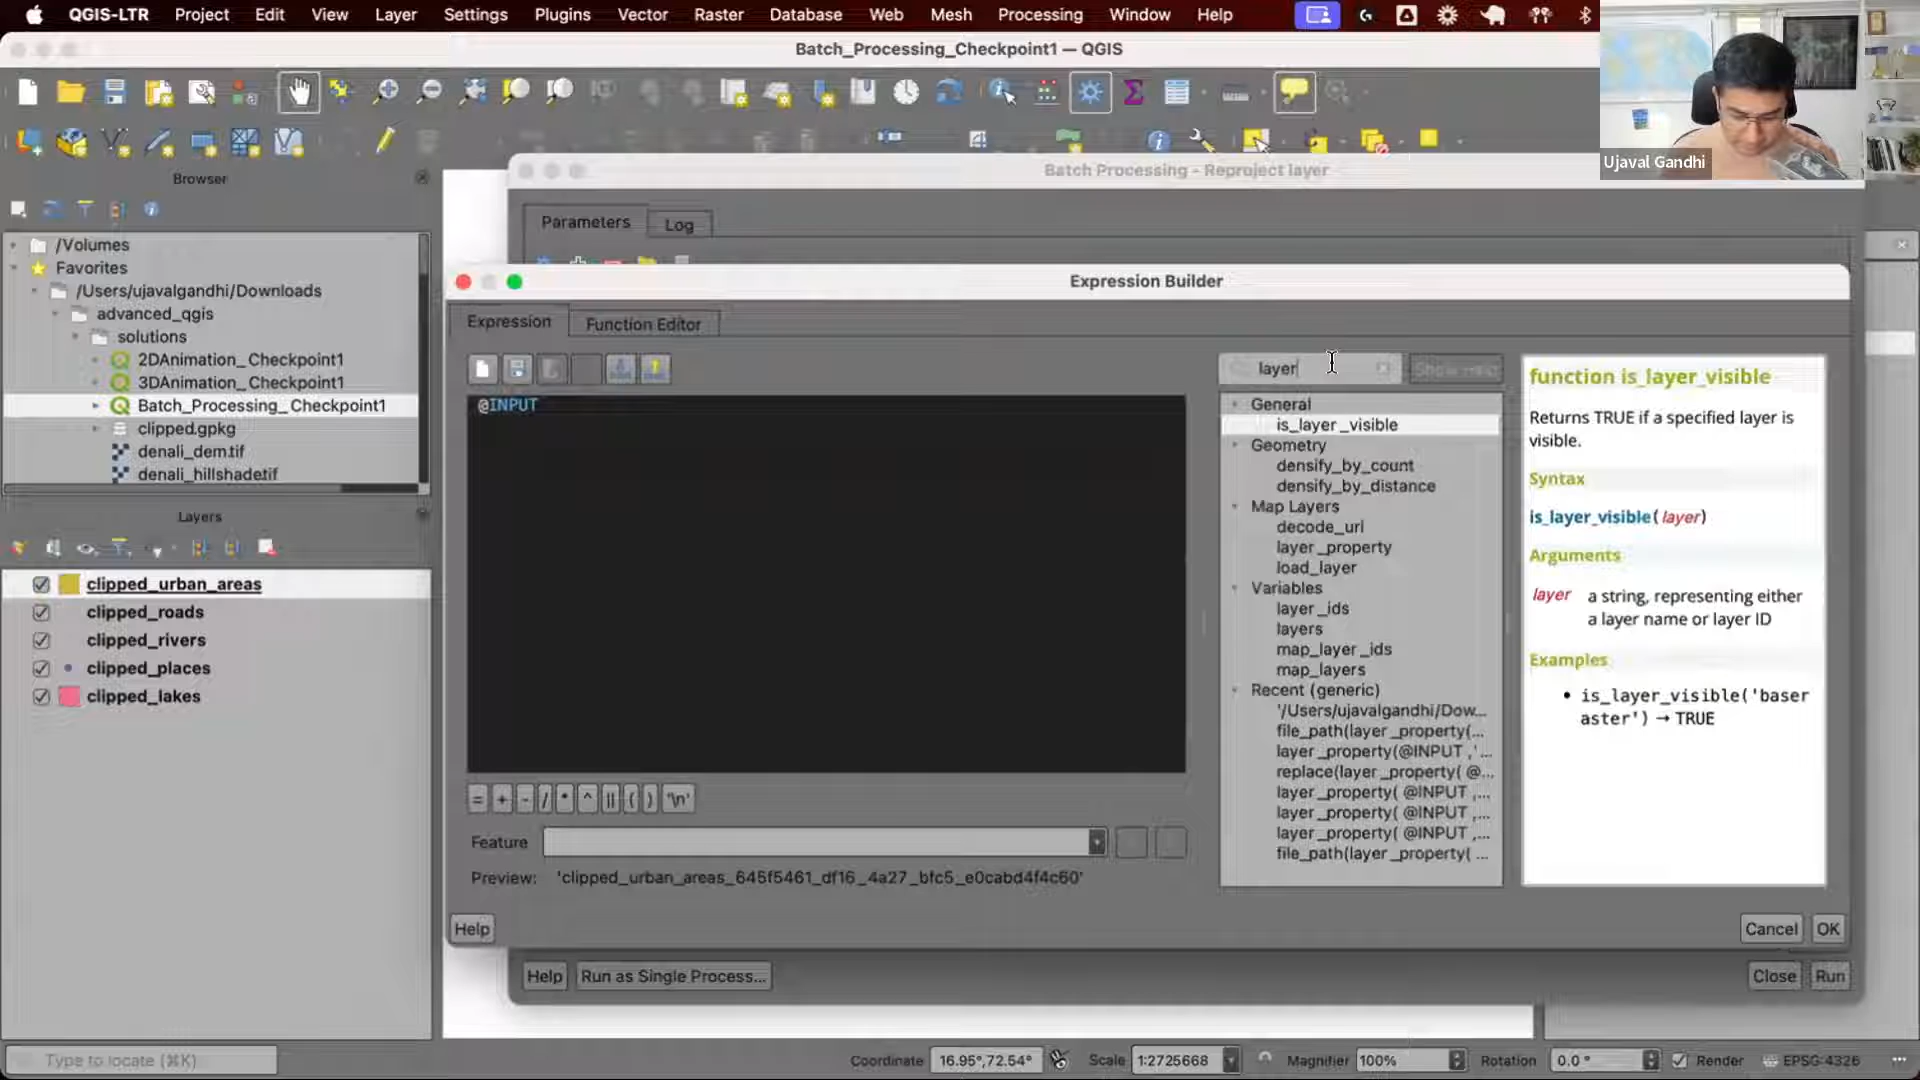 QGIS-LTR Project Edit View Layer Settings Plugins Vector Raster Database Web Mesh Processing Window Help
Batch_Processing_Checkpoint1 — QGIS
Ujaval Gandhi
Browser
/Volumes
Favorites
/Users/ujavalgandhi/Downloads
advanced_qgis
solutions
2DAnimation_Checkpoint1
3DAnimation_Checkpoint1
Batch_Processing_Checkpoint1
clipped.gpkg
denali_dem.tif
denali_hillshade.tif
Layers
clipped_urban_areas
clipped_roads
clipped_rivers
clipped_places
clipped_lakes
Batch Processing - Reproject layer
Parameters Log
Expression Builder
Expression Function Editor
@INPUT
= + - / * ^ || ( ) '\n'
Feature
Preview: 'clipped_urban_areas_645f5461_df16_4a27_bfc5_e0cabd4f4c60'
layer Show Help
General
is_layer_visible
Geometry
densify_by_count
densify_by_distance
Map Layers
decode_url
layer_property
load_layer
Variables
layer_ids
layers
map_layer_ids
map_layers
Recent (generic)
'/Users/ujavalgandhi/Dow...
file_path(layer_property(...
layer_property(@INPUT ,'...
replace(layer_property( @...
layer_property( @INPUT ,...
layer_property( @INPUT ,...
layer_property( @INPUT ,...
file_path(layer_property( ...
function is_layer_visible
Returns TRUE if a specified layer is
visible.
Syntax
is_layer_visible(layer)
Arguments
layer a string, representing either
a layer name or layer ID
Examples
• is_layer_visible('baser
aster') → TRUE
Help Cancel OK
Help Run as Single Process... Close Run
Type to locate (⌘K) Coordinate 16.95°,72.54° Scale 1:2725668 Magnifier 100% Rotation 0.0 ° Render EPSG:4326